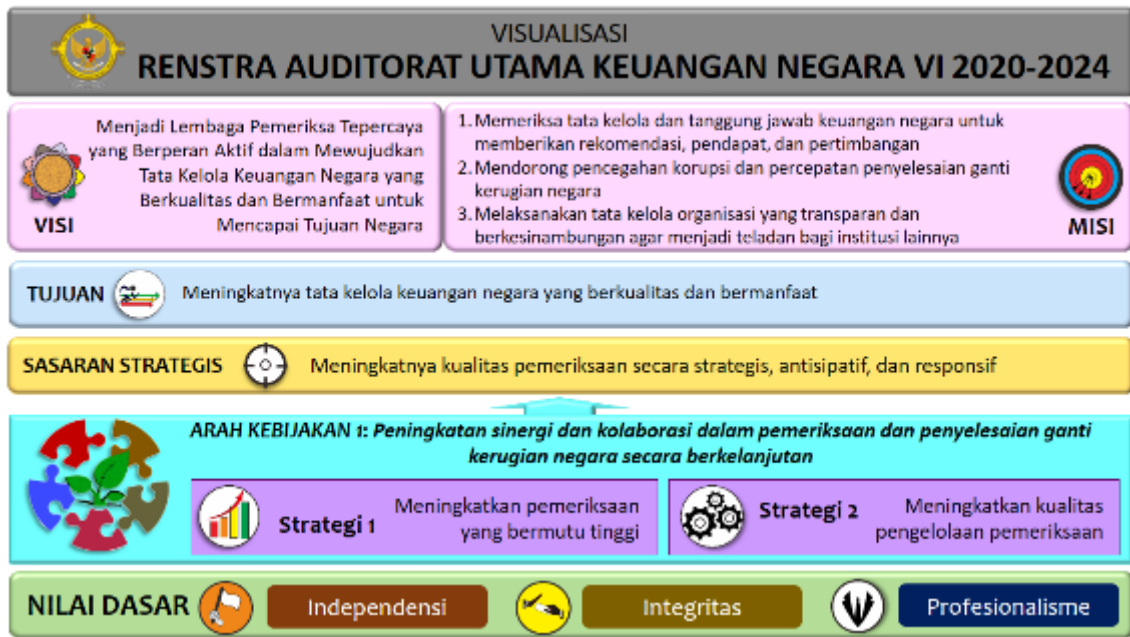 VISUALISASI
RENSTRA AUDITORAT UTAMA KEUANGAN NEGARA VI 2020-2024
Menjadi Lembaga Pemeriksa Tepercaya
yang Berperan Aktif dalam Mewujudkan
Tata Kelola Keuangan Negara yang
Berkualitas dan Bermanfaat untuk
Mencapai Tujuan Negara
VISI
1. Memeriksa tata kelola dan tanggung jawab keuangan negara untuk
memberikan rekomendasi, pendapat, dan pertimbangan
2. Mendorong pencegahan korupsi dan percepatan penyelesaian ganti
kerugian negara
3. Melaksanakan tata kelola organisasi yang transparan dan
berkesinambungan agar menjadi teladan bagi institusi lainnya
MISI
TUJUAN
Meningkatnya tata kelola keuangan negara yang berkualitas dan bermanfaat
SASARAN STRATEGIS
Meningkatnya kualitas pemeriksaan secara strategis, antisipatif, dan responsif
ARAH KEBIJAKAN 1: Peningkatan sinergi dan kolaborasi dalam pemeriksaan dan penyelesaian ganti
kerugian negara secara berkelanjutan
Strategi 1
Meningkatkan pemeriksaan
yang bermutu tinggi
Strategi 2
Meningkatkan kualitas
pengelolaan pemeriksaan
NILAI DASAR
Independensi
Integritas
Profesionalisme